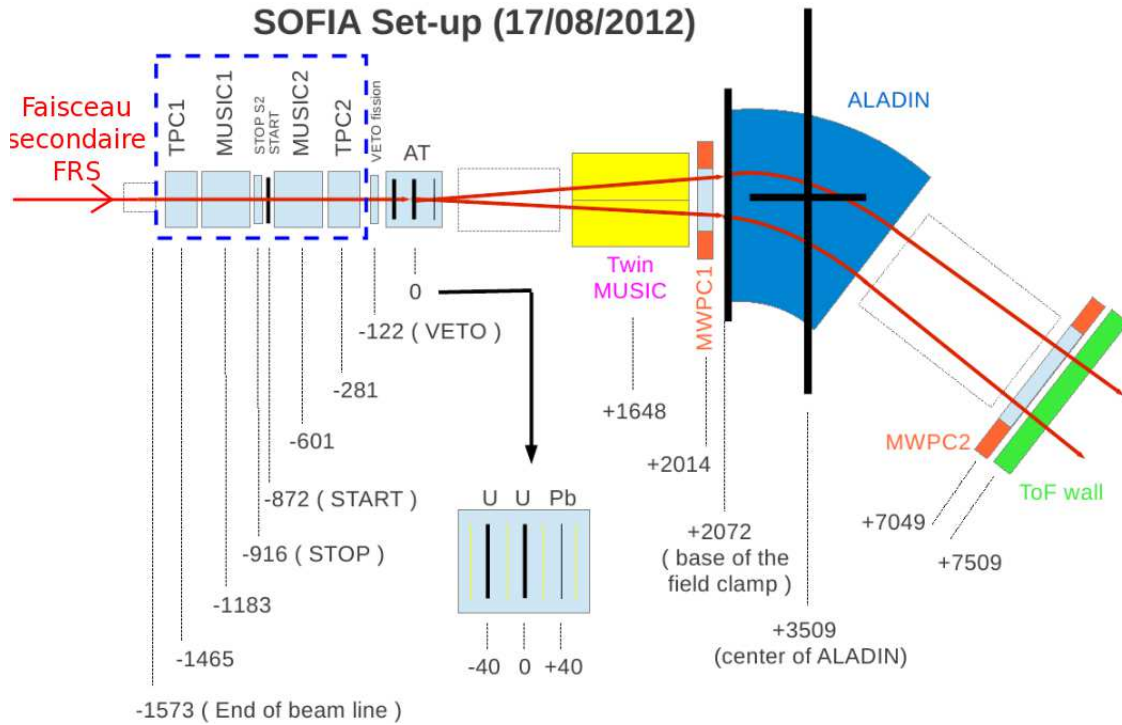 SOFIA Set-up (17/08/2012)
Faisceau
secondaire
FRS
TPC1
MUSIC1
STOP S2
START
MUSIC2
TPC2
VETO fission
AT
Twin
MUSIC
MWPC1
ALADIN
MWPC2
ToF wall
0
-122 ( VETO )
-281
-601
-872 ( START )
-916 ( STOP )
-1183
-1465
-1573 ( End of beam line )
U U Pb
-40 0 +40
+1648
+2014
+2072
( base of the
field clamp )
+3509
(center of ALADIN)
+7049
+7509